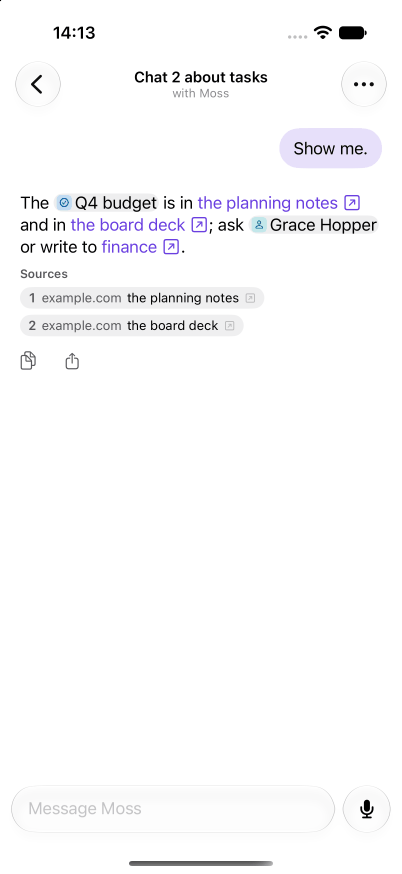 14:13
Chat 2 about tasks
with Moss
Show me.
The Q4 budget is in the planning notes
and in the board deck ; ask Grace Hopper
or write to finance .
Sources
1 example.com the planning notes
2 example.com the board deck
Message Moss